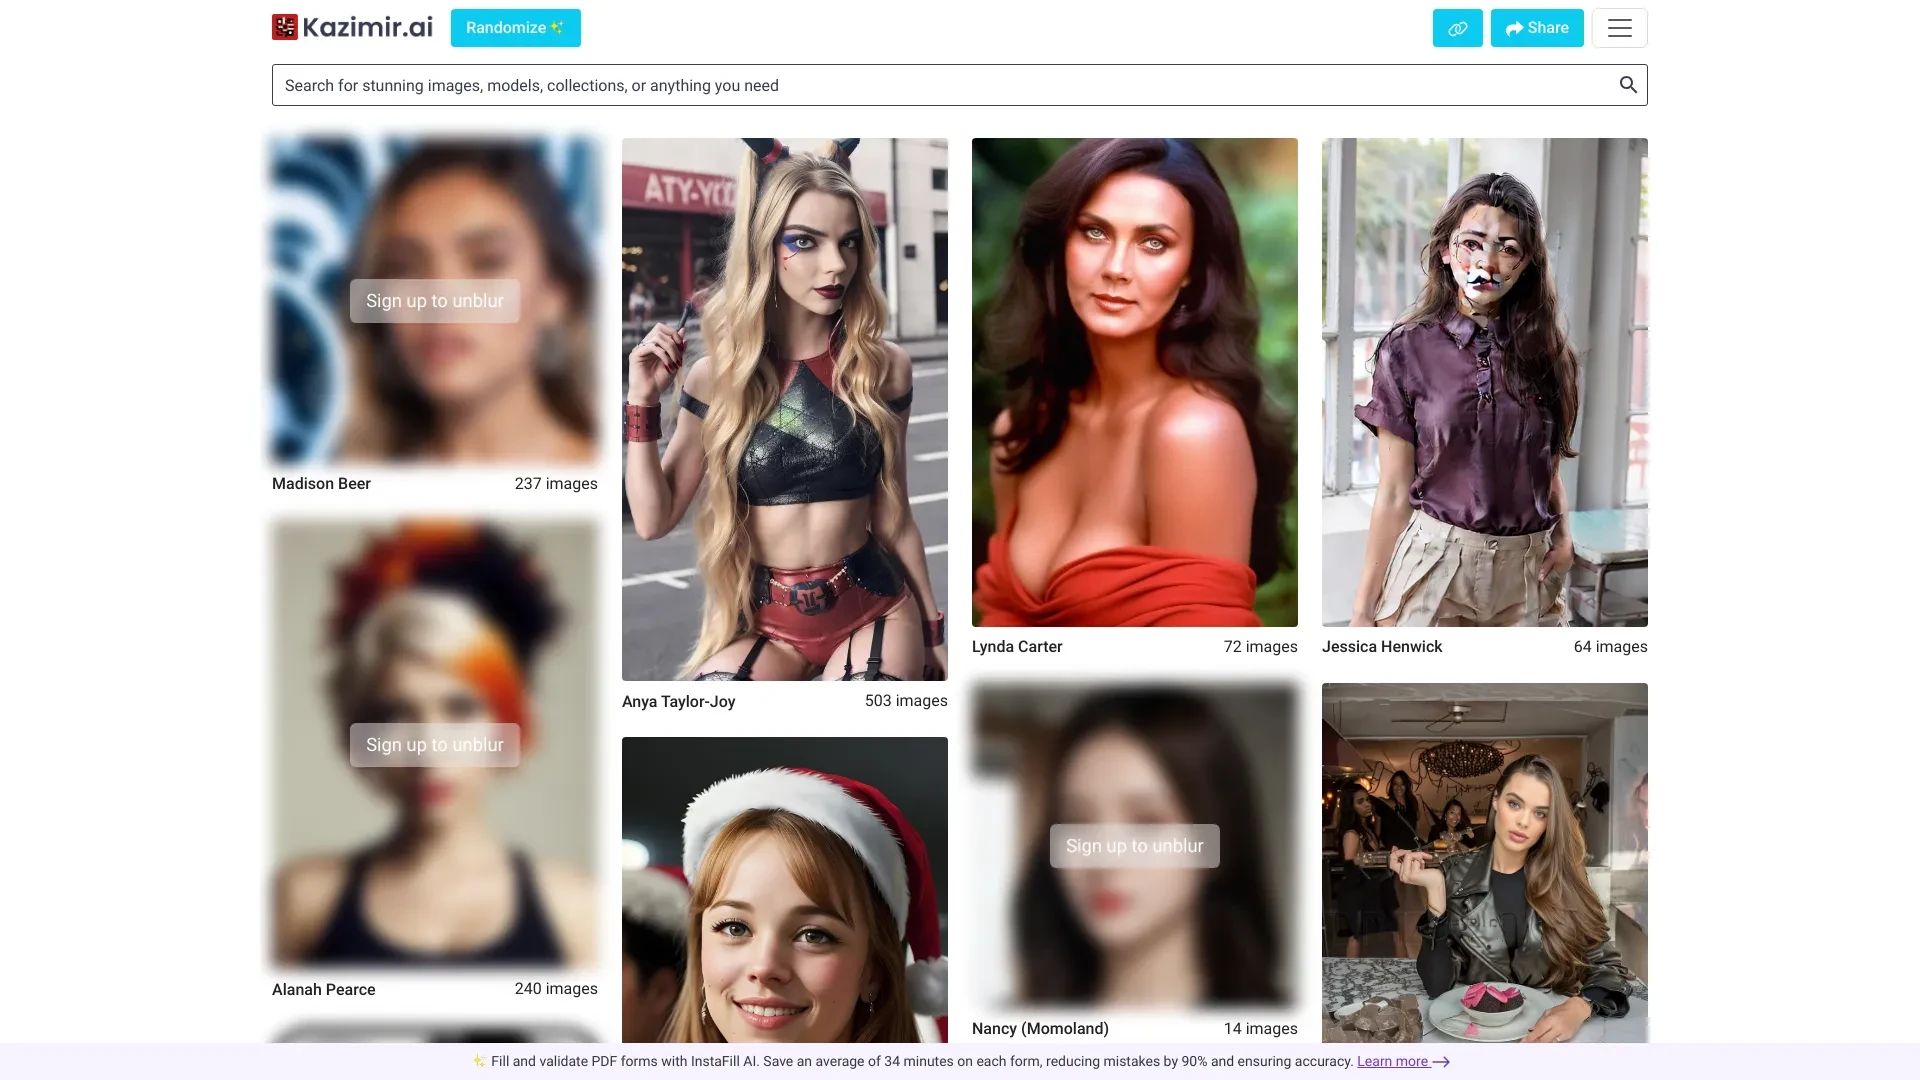 Kazimir.ai
Randomize✨
Share
Search for stunning images, models, collections, or anything you need
Sign up to unblur
Madison Beer 237 images
ATY-YOD
Anya Taylor-Joy 503 images
Lynda Carter 72 images
Jessica Henwick 64 images
Sign up to unblur
Alanah Pearce 240 images
Sign up to unblur
Nancy (Momoland) 14 images
✨ Fill and validate PDF forms with InstaFill AI. Save an average of 34 minutes on each form, reducing mistakes by 90% and ensuring accuracy. Learn more →